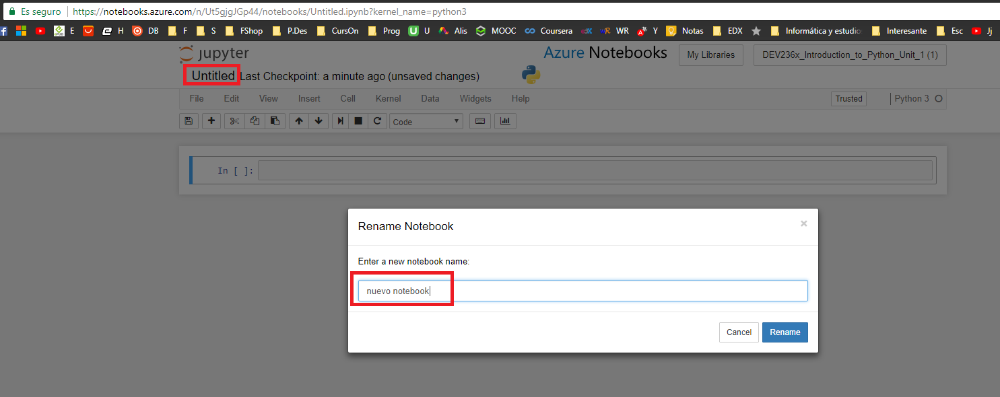 Es seguro https://notebooks.azure.com/n/Ut5gjgJGp44/notebooks/Untitled.ipynb?kernel_name=python3
E H DB F S FShop P.Des CursOn Prog U Alis MOOC Coursera WR Y Notas EDX Informática y estudio Interesante Esc Jj
jupyter Azure Notebooks My Libraries DEV236x_Introduction_to_Python_Unit_1 (1)
Untitled Last Checkpoint: a minute ago (unsaved changes)
File Edit View Insert Cell Kernel Data Widgets Help Trusted Python 3
Code
In [ ]:
Rename Notebook ×
Enter a new notebook name:
nuevo notebook
Cancel Rename